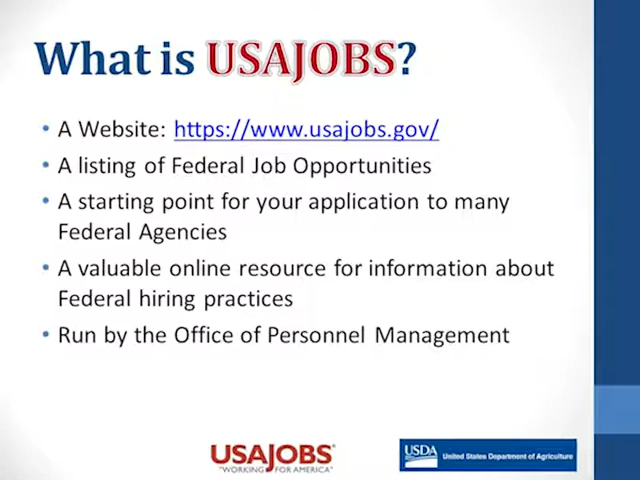 What is USAJOBS?
• A Website: https://www.usajobs.gov/
• A listing of Federal Job Opportunities
• A starting point for your application to many
Federal Agencies
• A valuable online resource for information about
Federal hiring practices
• Run by the Office of Personnel Management
USAJOBS®
"WORKING FOR AMERICA"
USDA United States Department of Agriculture